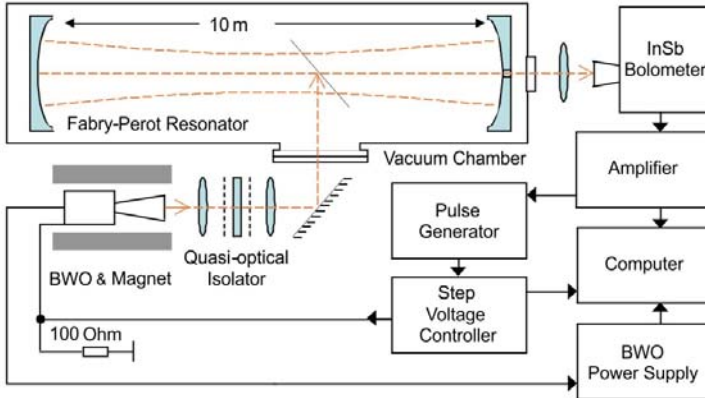 10 m
InSb
Bolometer
Fabry-Perot Resonator
Vacuum Chamber
Amplifier
Pulse
Generator
Quasi-optical
Isolator
BWO & Magnet
Computer
Step
Voltage
Controller
100 Ohm
BWO
Power Supply